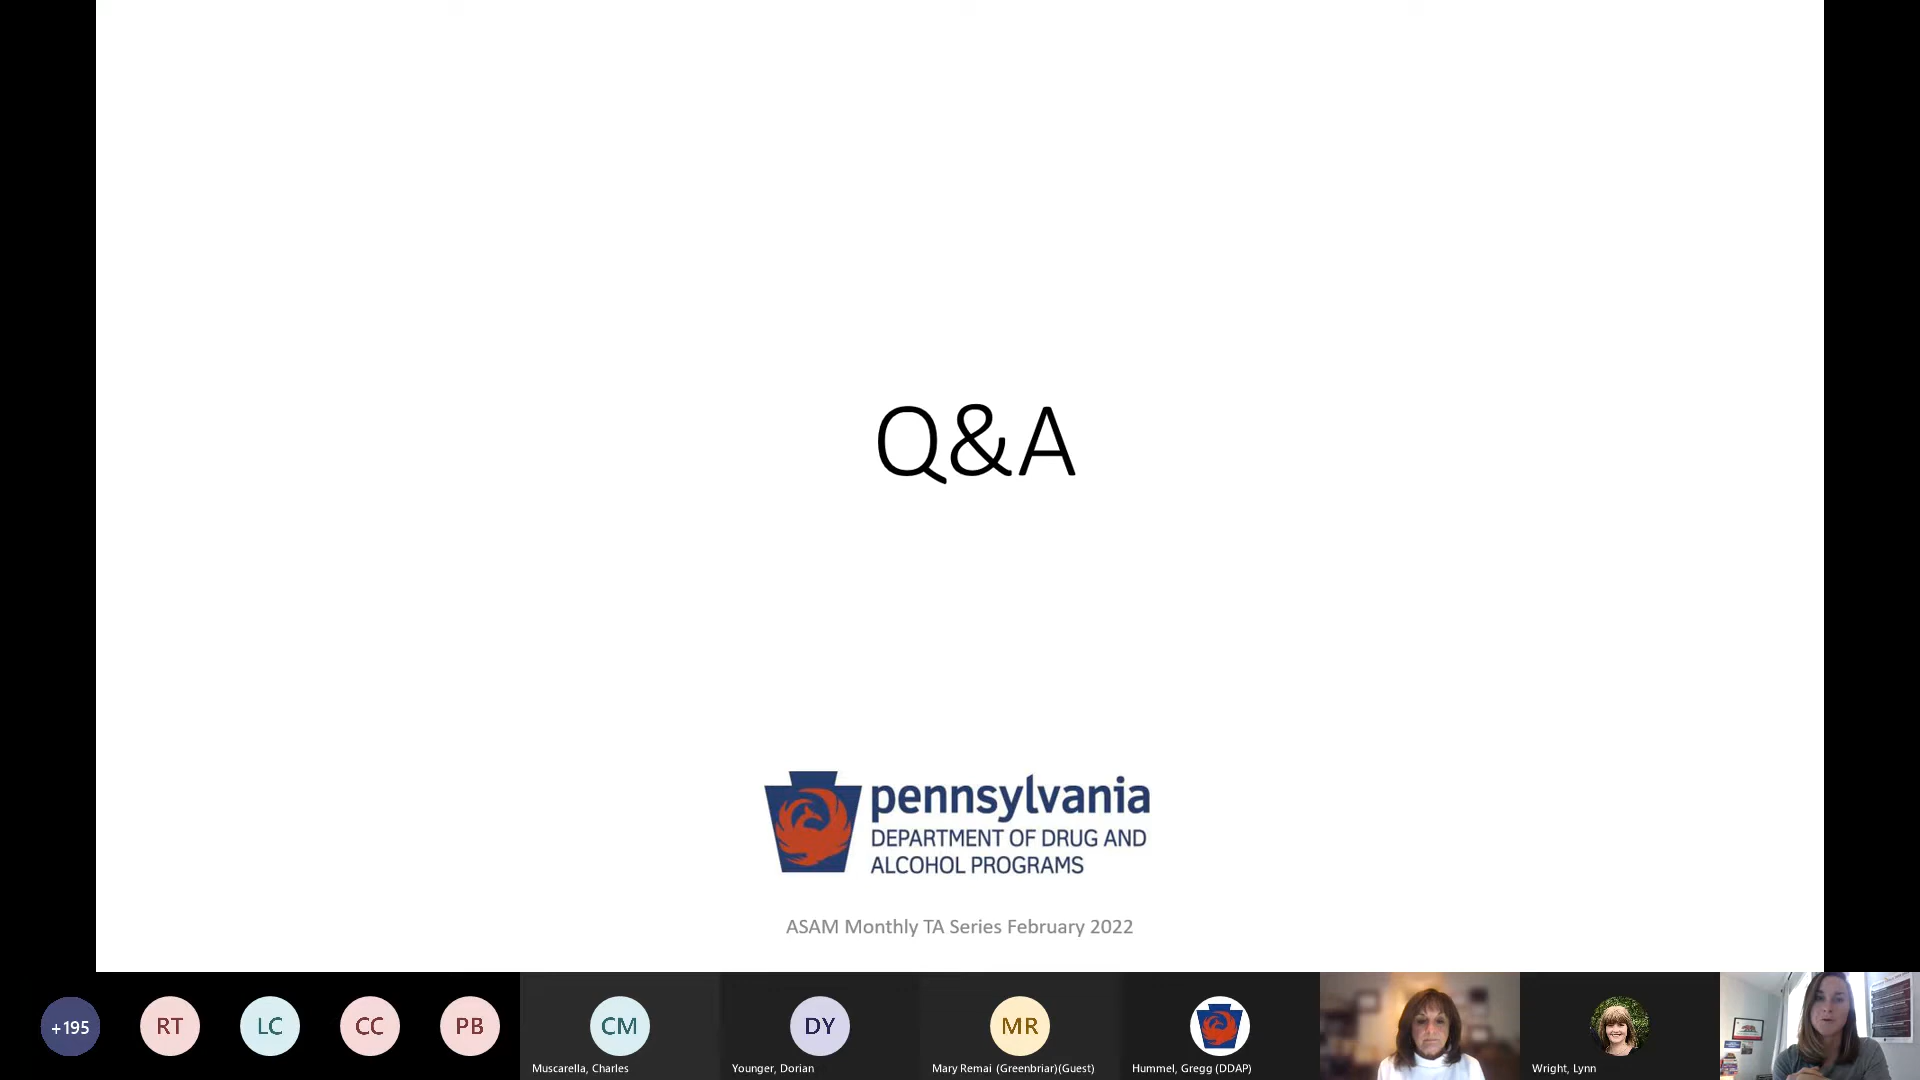 Q&A
pennsylvania
DEPARTMENT OF DRUG AND
ALCOHOL PROGRAMS
ASAM Monthly TA Series February 2022
+195
RT
LC
CC
PB
CM
DY
MR
Muscarella, Charles
Younger, Dorian
Mary Remai (Greenbriar)(Guest)
Hummel, Gregg (DDAP)
Wright, Lynn